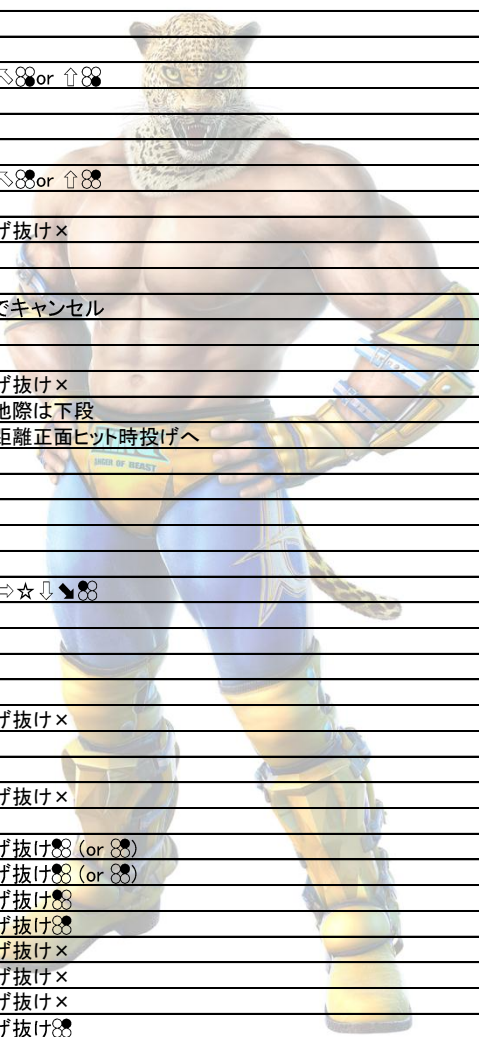 ⇖or ⇧
⇖or ⇧
げ抜け×
でキャンセル
げ抜け×
地際は下段
距離正面ヒット時投げへ
⇨☆⇩⬊
げ抜け×
げ抜け×
げ抜け (or )
げ抜け (or )
げ抜け
げ抜け
げ抜け×
げ抜け×
げ抜け×
げ抜け